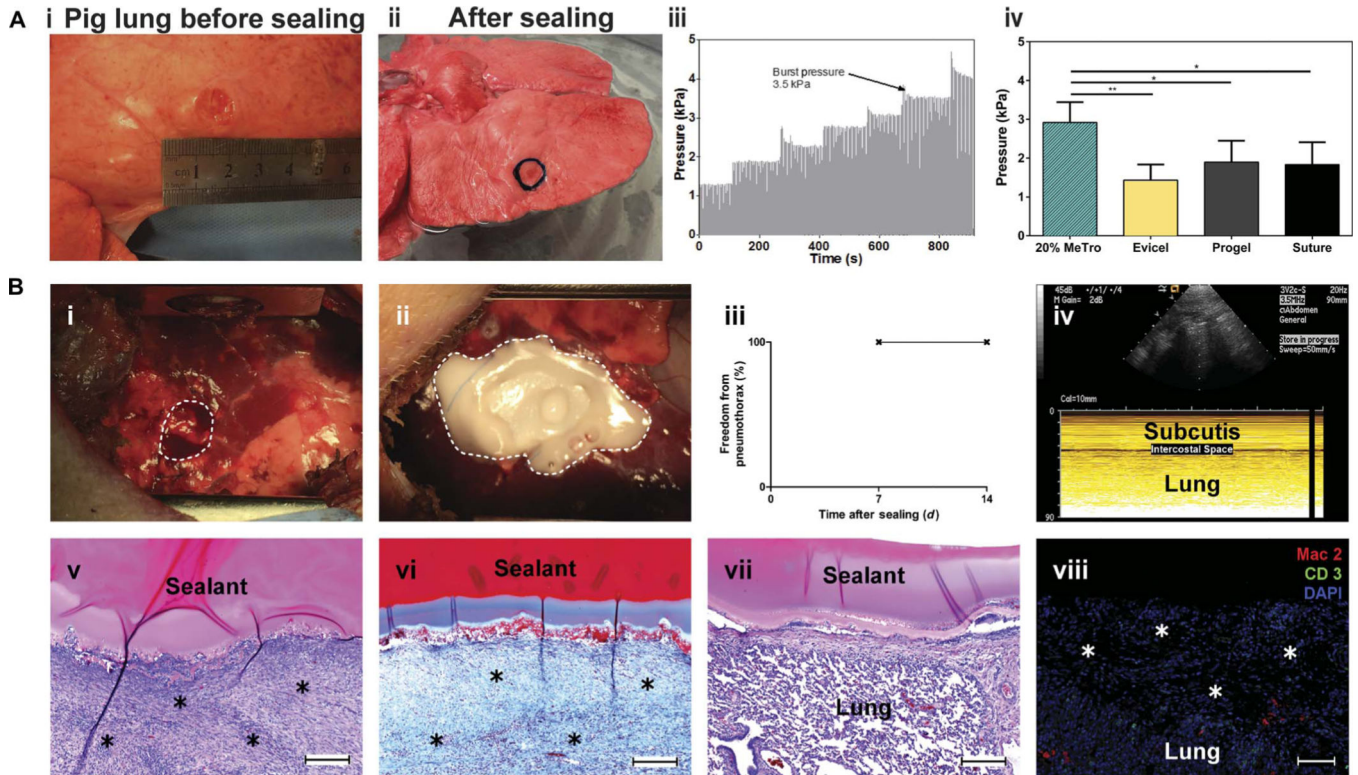 A
i Pig lung before sealing
cm 1 2 3 4 5 6
ii After sealing
iii
Pressure (kPa)
5
4
3
2
1
0
Burst pressure
3.5 kPa
0 200 400 600 800
Time (s)
iv
Pressure (kPa)
5
4
3
2
1
0
*
*
**
20% MeTro Evicel Progel Suture
B
i
ii
iii
Freedom from
pneumothorax (%)
100
0
0 7 14
Time after sealing (d)
iv
45dB +/+1/ +/4
M Gain= 2dB
3V2c-S 20Hz
3.5MHz 90mm
Abdomen
General
Store in progress
Sweep=50mm/s
Cal=10mm
0
Subcutis
Intercostal Space
Lung
90
v
Sealant
* * * *
vi
Sealant
* * * *
vii
Sealant
Lung
viii
Mac 2
CD 3
DAPI
* * * *
Lung